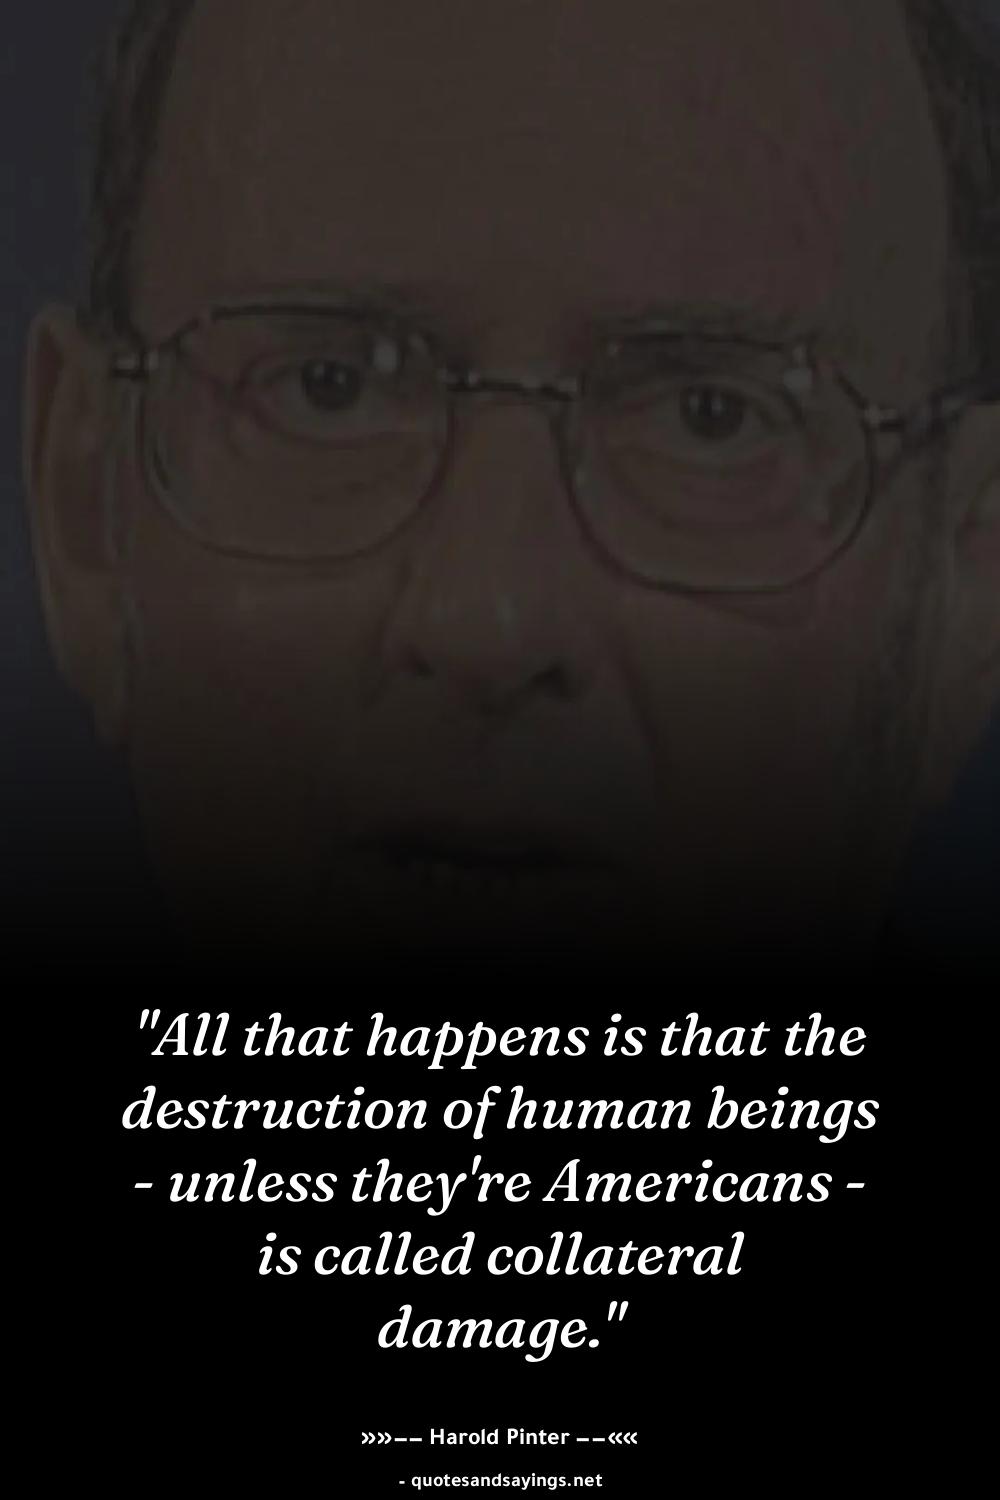 "All that happens is that the
destruction of human beings
- unless they're Americans -
is called collateral
damage."
»»−− Harold Pinter −−««
- quotesandsayings.net